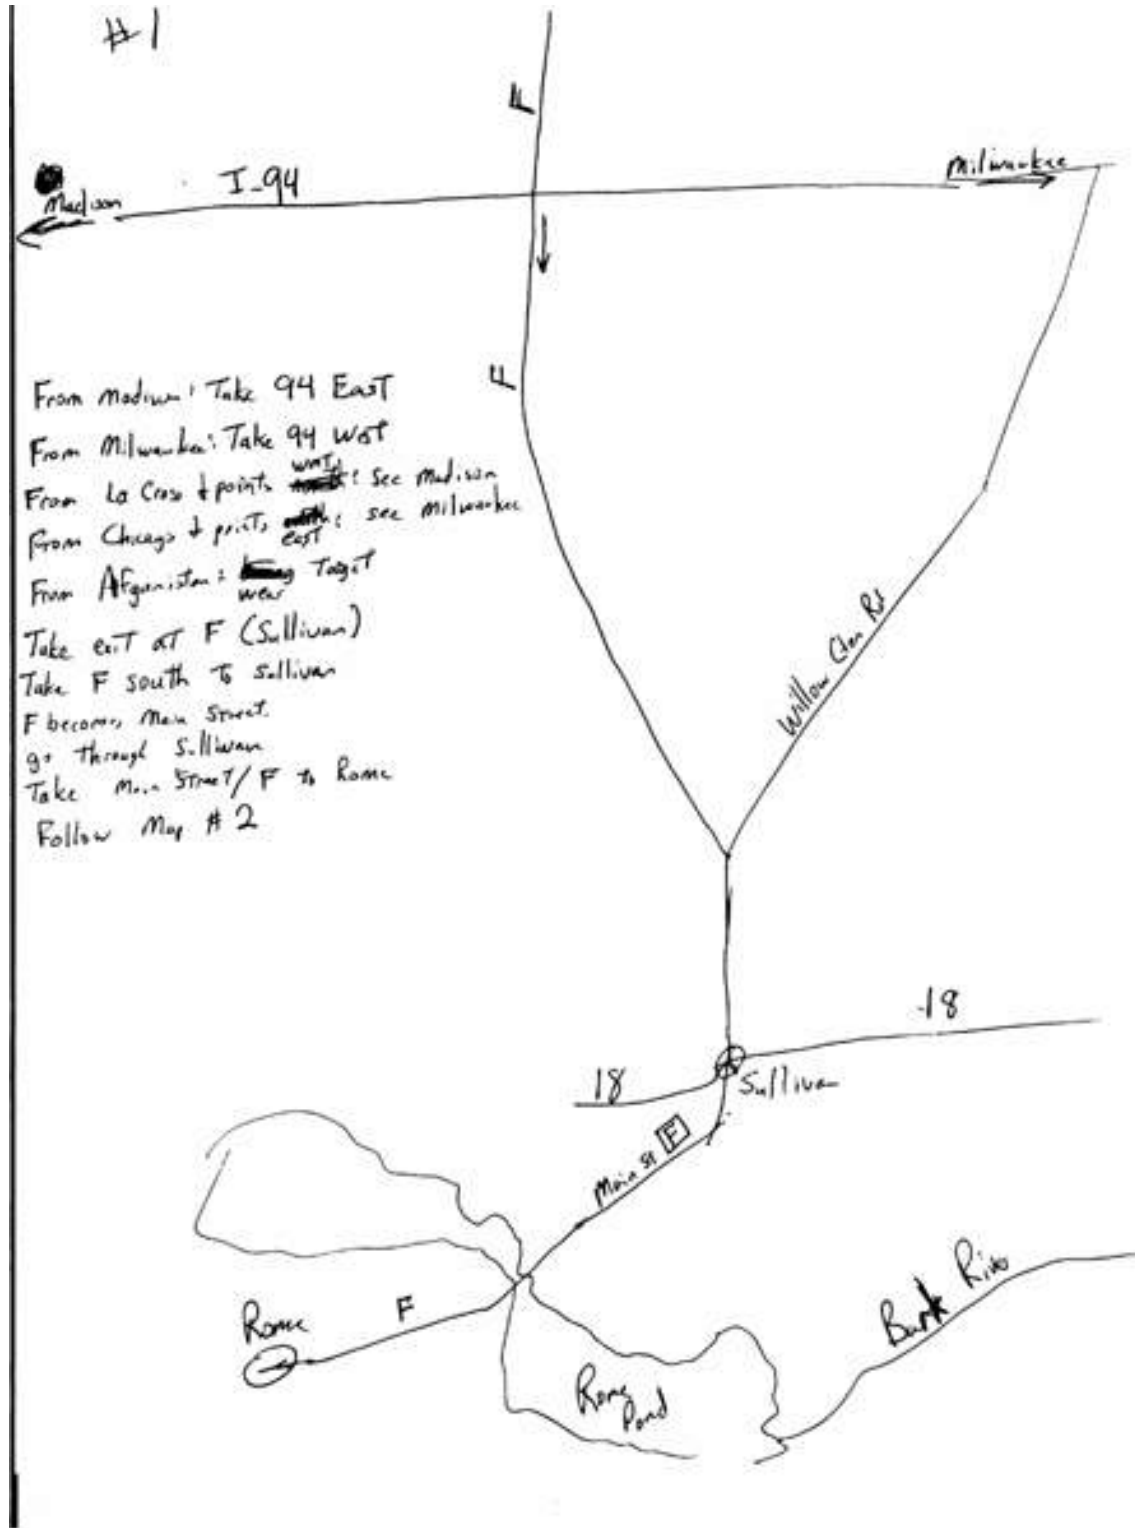 #1
F
Milwaukee
Madison
I-94
F
From Madison: Take 94 East
From Milwaukee: Take 94 West
From La Cross & points west: see Madison
From Chicago & points east: see Milwaukee
From Afganistan: wear Target
Take exit at F (Sullivan)
Take F south to Sullivan
F becomes Main Street.
go through Sullivan
Take Main Street/F to Rome
Follow Map #2
Willow Glen Rd
18
18
Sullivan
Main St F
Bark River
Rome
F
Rome
Pond